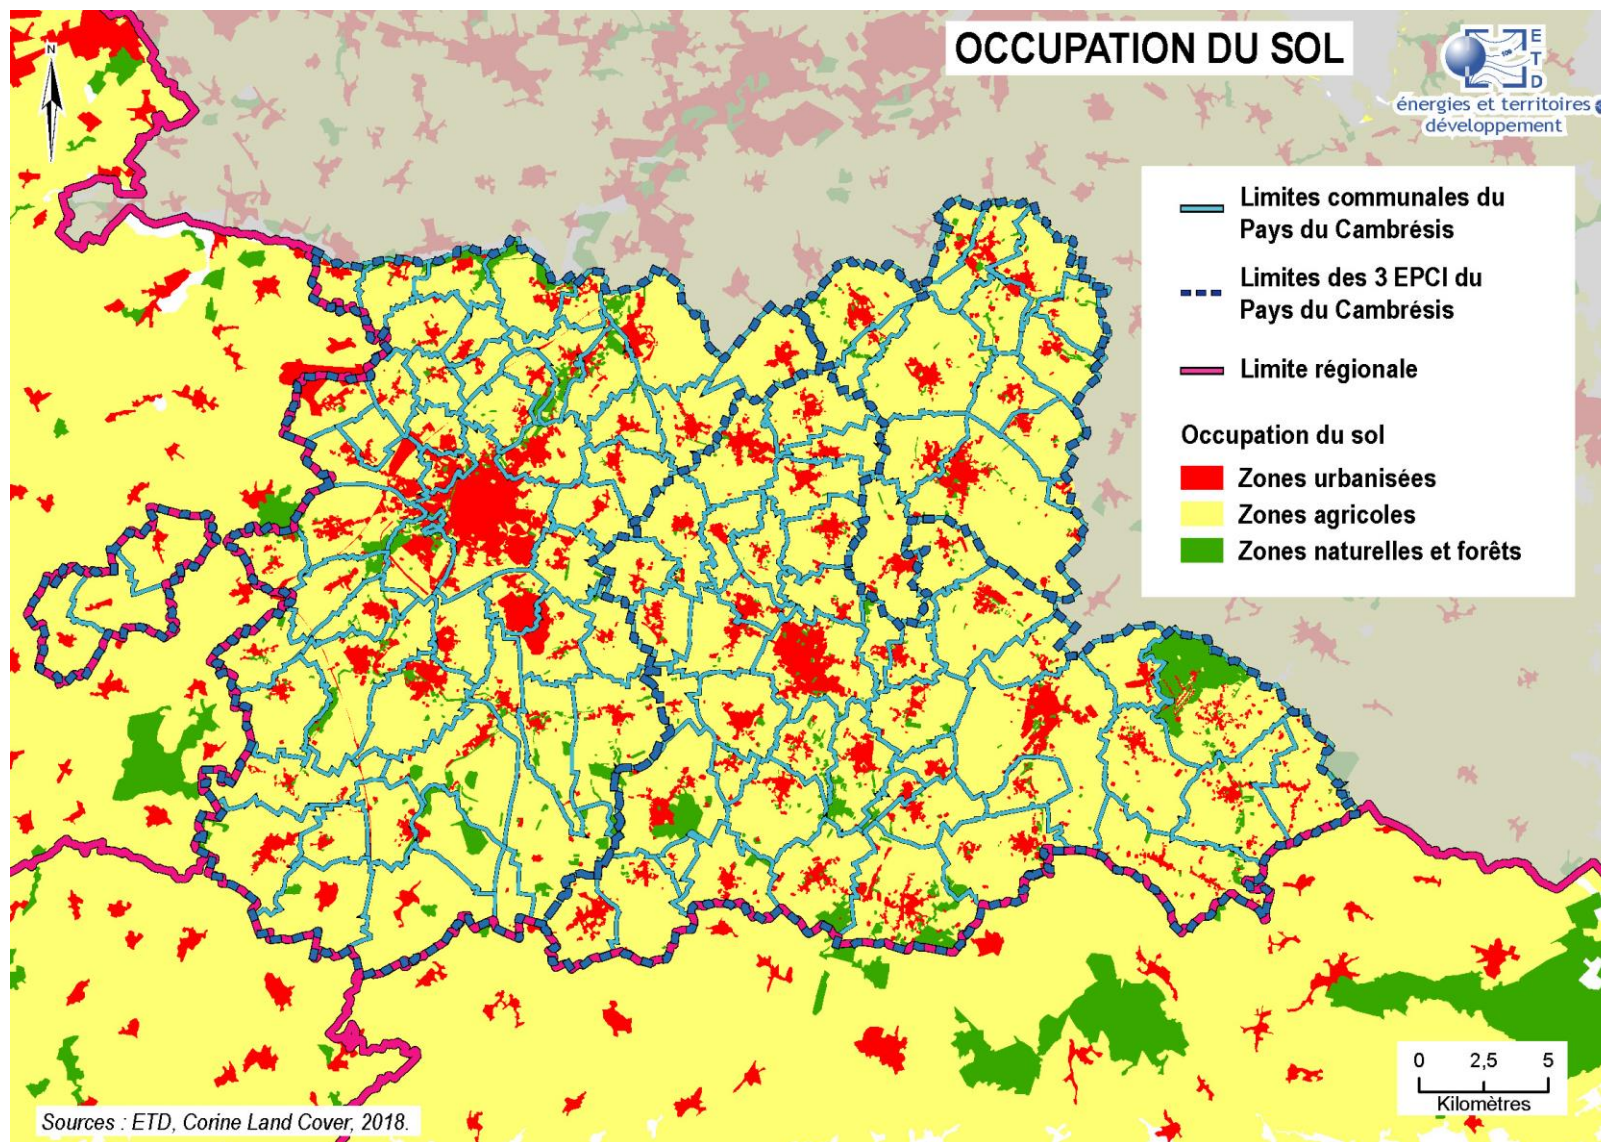 OCCUPATION DU SOL
E
T
D
énergies et territoires
développement
N
Limites communales du
Pays du Cambrésis
Limites des 3 EPCI du
Pays du Cambrésis
Limite régionale
Occupation du sol
Zones urbanisées
Zones agricoles
Zones naturelles et forêts
0 2,5 5
Kilomètres
Sources : ETD, Corine Land Cover, 2018.